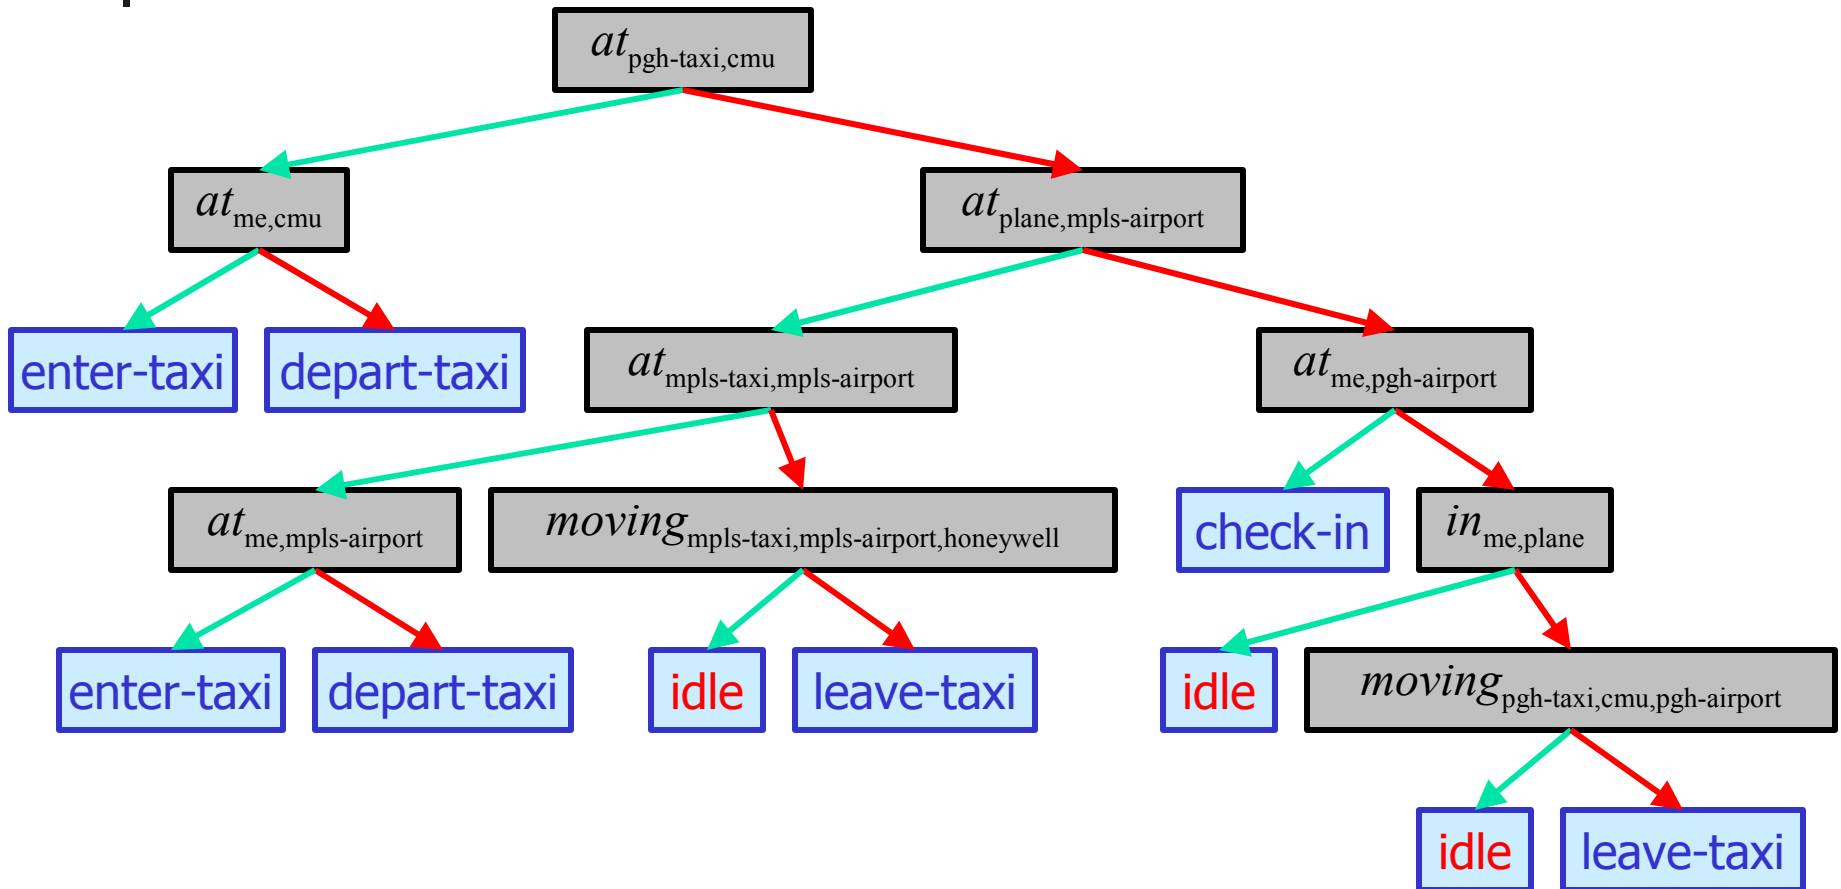 at pgh-taxi,cmu
at me,cmu
at plane,mpls-airport
enter-taxi
depart-taxi
at mpls-taxi,mpls-airport
at me,pgh-airport
at me,mpls-airport
moving mpls-taxi,mpls-airport,honeywell
check-in
in me,plane
enter-taxi
depart-taxi
idle
leave-taxi
idle
moving pgh-taxi,cmu,pgh-airport
idle
leave-taxi